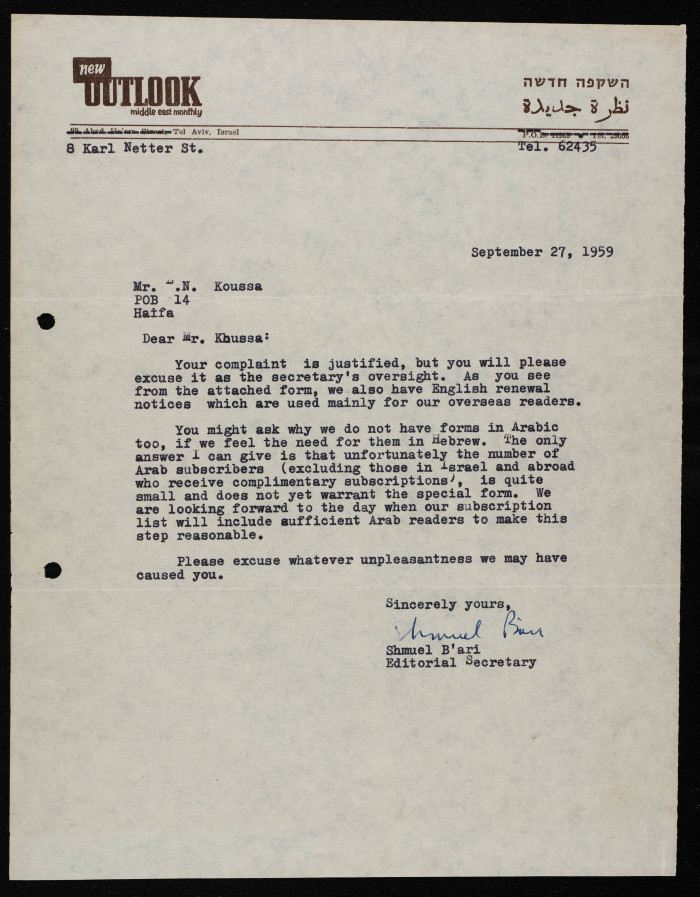 new
OUTLOOK
middle east monthly
השקפה חדשה
نظرة جديدة
Tel Aviv, Israel
8 Karl Netter St.
P.O.B.
Tel. 62435
September 27, 1959
Mr. .N. Koussa
POB 14
Haifa
Dear Mr. Khussa:
Your complaint is justified, but you will please
excuse it as the secretary's oversight. As you see
from the attached form, we also have English renewal
notices which are used mainly for our overseas readers.
You might ask why we do not have forms in Arabic
too, if we feel the need for them in Hebrew. The only
answer I can give is that unfortunately the number of
Arab subscribers (excluding those in Israel and abroad
who receive complimentary subscriptions), is quite
small and does not yet warrant the special form. We
are looking forward to the day when our subscription
list will include sufficient Arab readers to make this
step reasonable.
Please excuse whatever unpleasantness we may have
caused you.
Sincerely yours,
Shmuel B'ari
Editorial Secretary